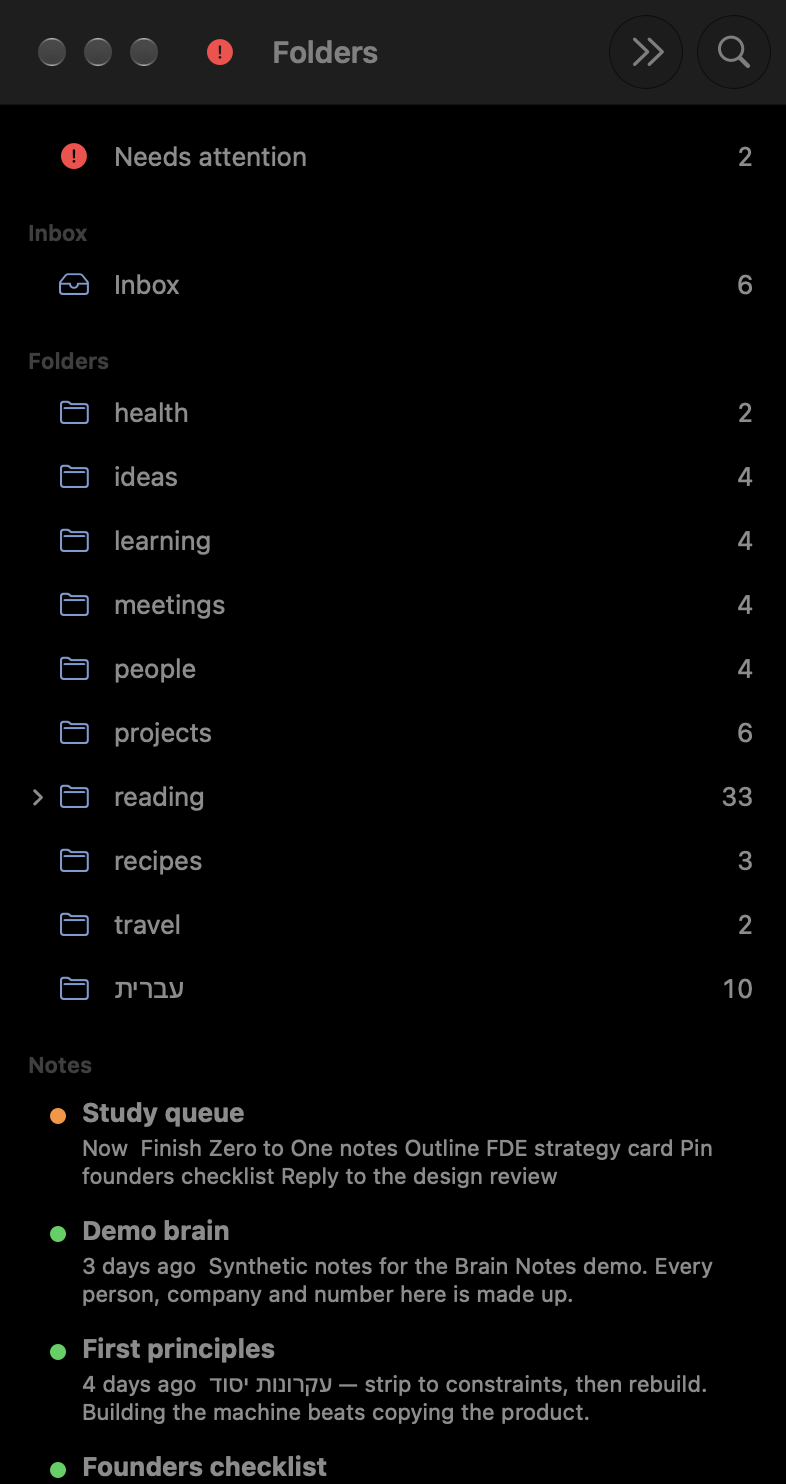 Folders
Needs attention 2
Inbox
Inbox 6
Folders
health 2
ideas 4
learning 4
meetings 4
people 4
projects 6
reading 33
recipes 3
travel 2
עברית 10
Notes
Study queue
Now Finish Zero to One notes Outline FDE strategy card Pin
founders checklist Reply to the design review
Demo brain
3 days ago Synthetic notes for the Brain Notes demo. Every
person, company and number here is made up.
First principles
4 days ago עקרונות יסוד — strip to constraints, then rebuild.
Building the machine beats copying the product.
Founders checklist